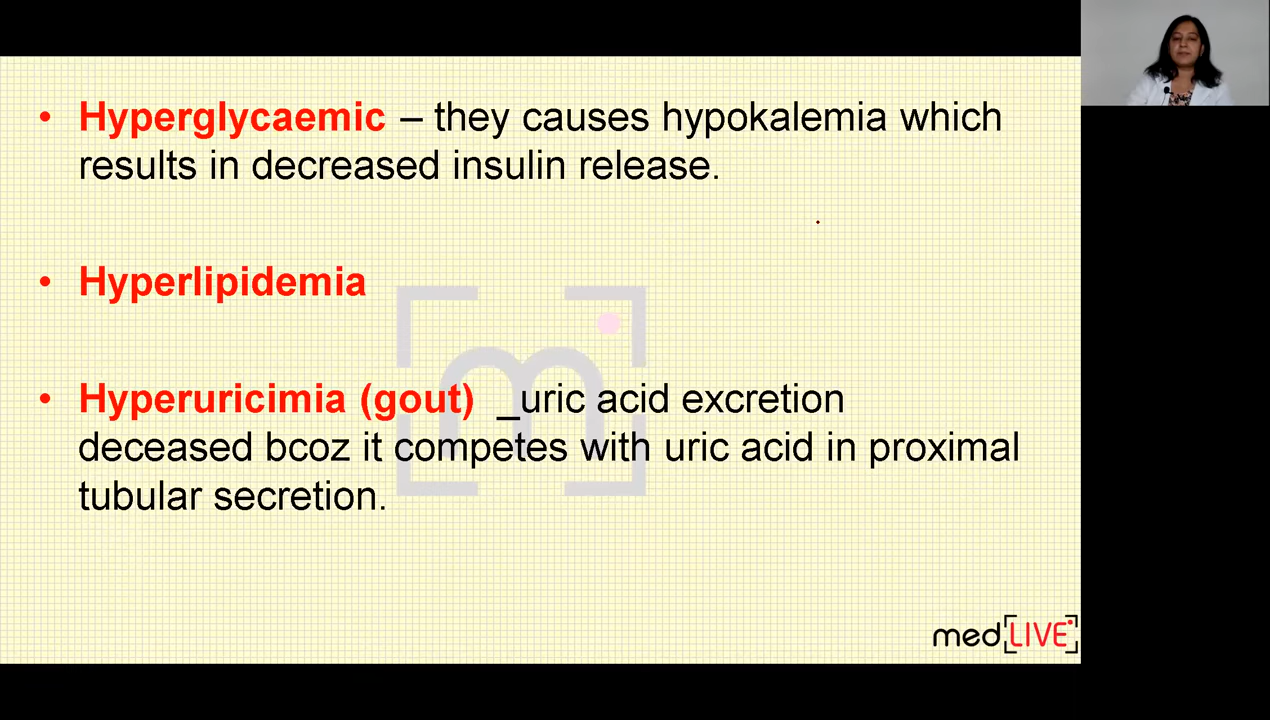 • Hyperglycaemic – they causes hypokalemia which
results in decreased insulin release.
• Hyperlipidemia
• Hyperuricimia (gout) _uric acid excretion
deceased bcoz it competes with uric acid in proximal
tubular secretion.
med[LIVE]